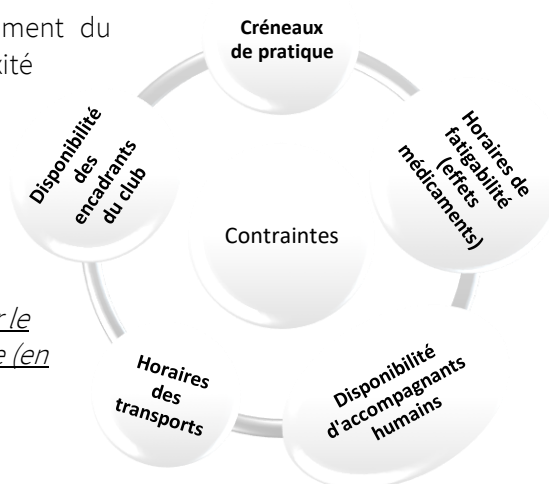 ment du
xité
r le
e (en
Créneaux
de pratique
Horaires de
fatigabilité
(effets
médicaments)
Disponibilité
d'accompagnants
humains
Horaires
des
transports
Disponibilité
des
encadrants
du club
Contraintes